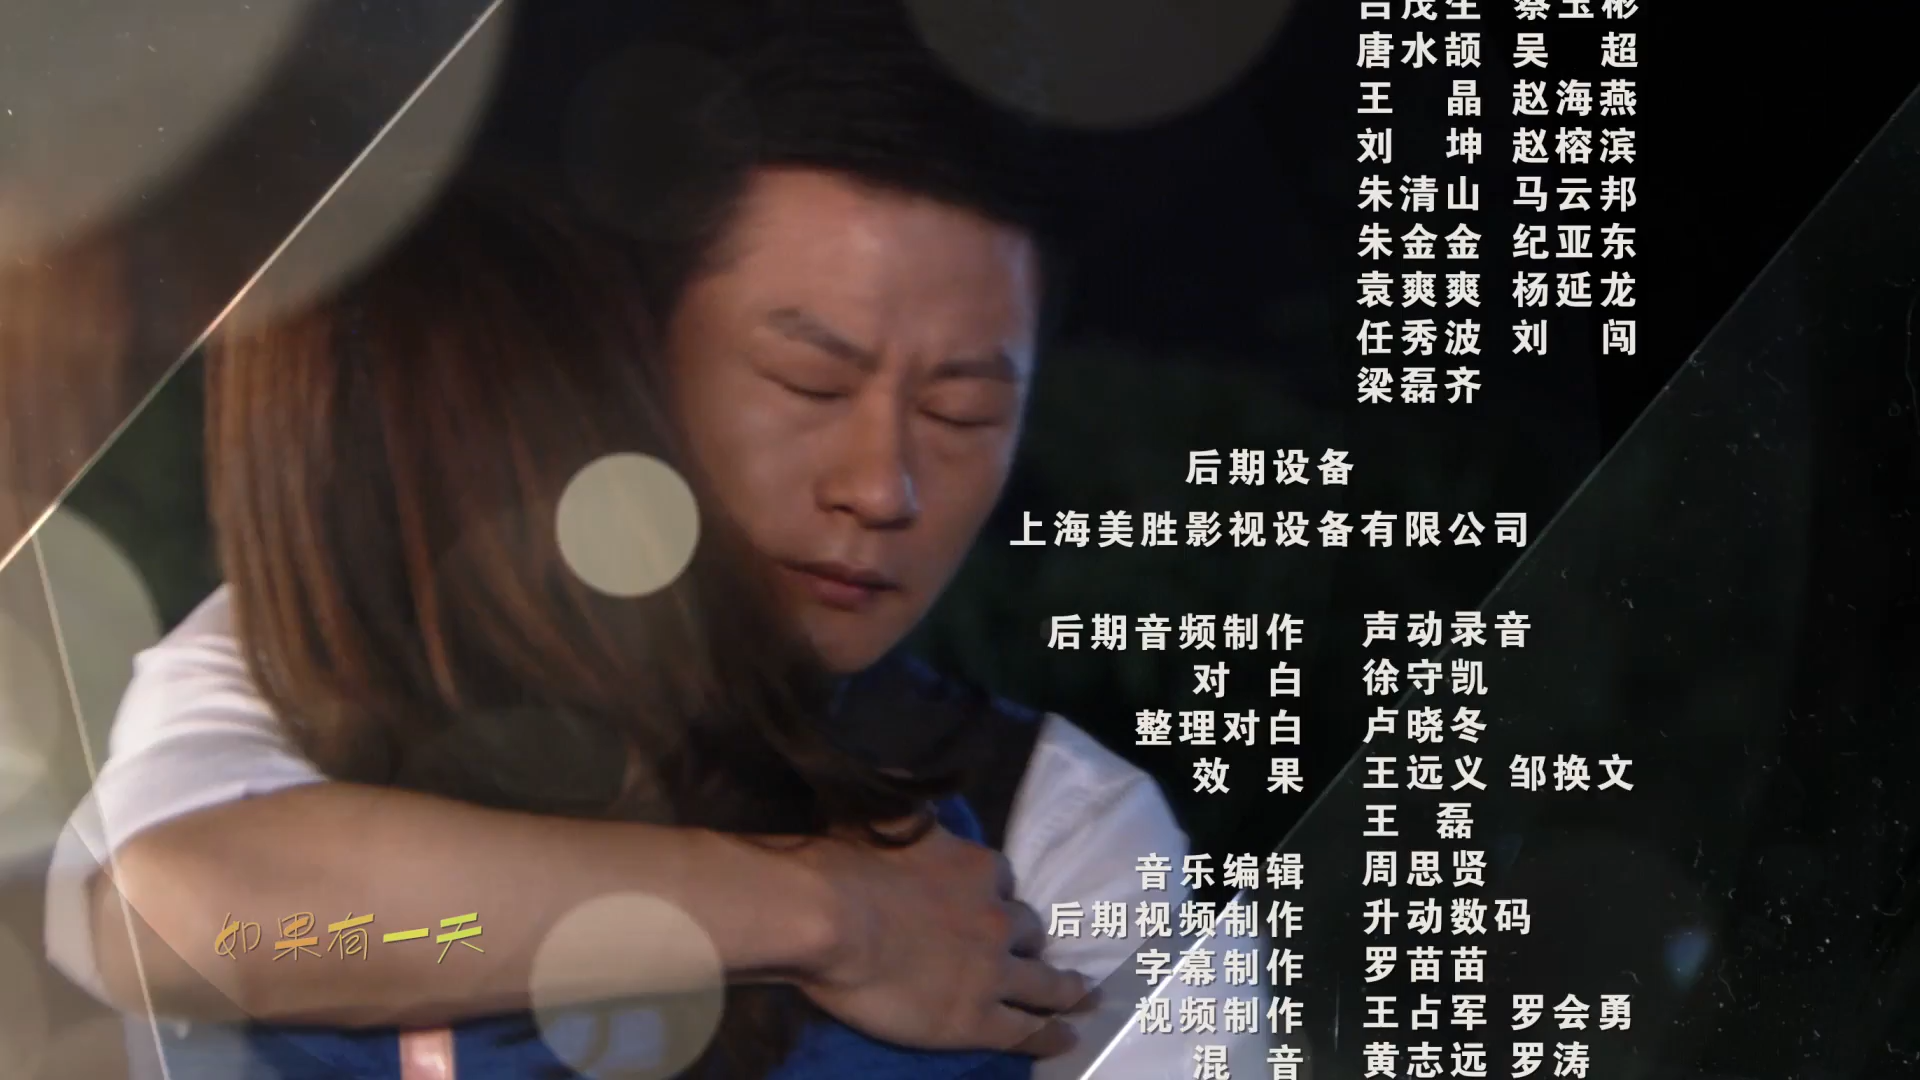 吕茂生 蔡玉彬
唐水颉 吴 超
王 晶 赵海燕
刘 坤 赵榕滨
朱清山 马云邦
朱金金 纪亚东
袁爽爽 杨延龙
任秀波 刘 闯
梁磊齐
后期设备
上海美胜影视设备有限公司
后期音频制作 声动录音
对 白 徐守凯
整理对白 卢晓冬
效 果 王远义 邹换文
王 磊
音乐编辑 周思贤
后期视频制作 升动数码
字幕制作 罗苗苗
视频制作 王占军 罗会勇
混 音 黄志远 罗涛
如果有一天